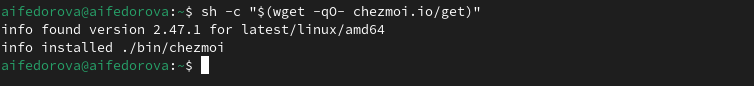 aifedorova@aifedorova:~$ sh -c "$(wget -qO- chezmoi.io/get)"
info found version 2.47.1 for latest/linux/amd64
info installed ./bin/chezmoi
aifedorova@aifedorova:~$